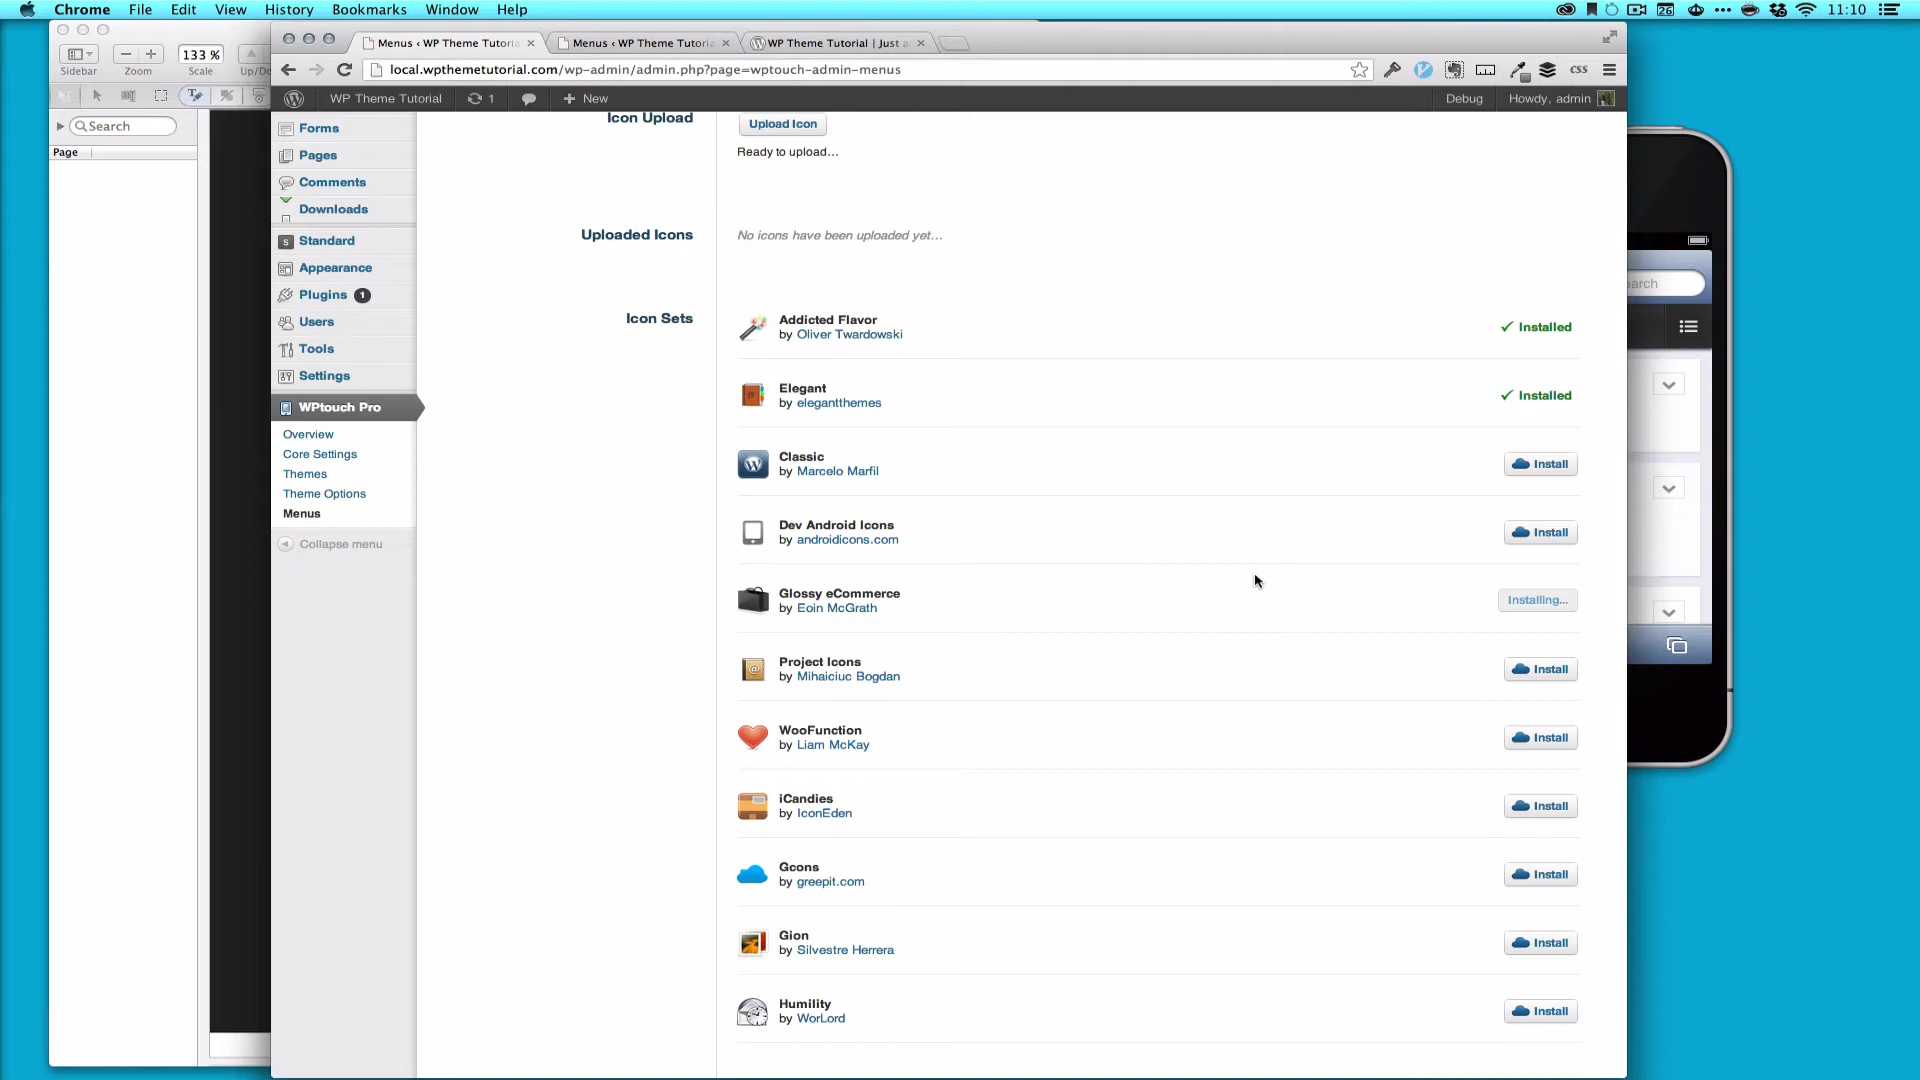 Chrome File Edit View History Bookmarks Window Help
26 11:10
133 %
Sidebar Zoom Scale
Search
Page
Menus ‹ WP Theme Tutoria
Menus ‹ WP Theme Tutoria
WP Theme Tutorial | Just a
local.wpthemetutorial.com/wp-admin/admin.php?page=wptouch-admin-menus
CSS
WP Theme Tutorial 1 + New Debug Howdy, admin
Forms
Pages
Comments
Downloads
Standard
Appearance
Plugins 1
Users
Tools
Settings
WPtouch Pro
Overview
Core Settings
Themes
Theme Options
Menus
Collapse menu
Icon Upload
Upload Icon
Ready to upload…
Uploaded Icons
No icons have been uploaded yet…
Icon Sets
Addicted Flavor
by Oliver Twardowski
Installed
Elegant
by elegantthemes
Installed
Classic
by Marcelo Marfil
Install
Dev Android Icons
by androidicons.com
Install
Glossy eCommerce
by Eoin McGrath
Installing...
Project Icons
by Mihaiciuc Bogdan
Install
WooFunction
by Liam McKay
Install
iCandies
by IconEden
Install
Gcons
by greepit.com
Install
Gion
by Silvestre Herrera
Install
Humility
by WorLord
Install